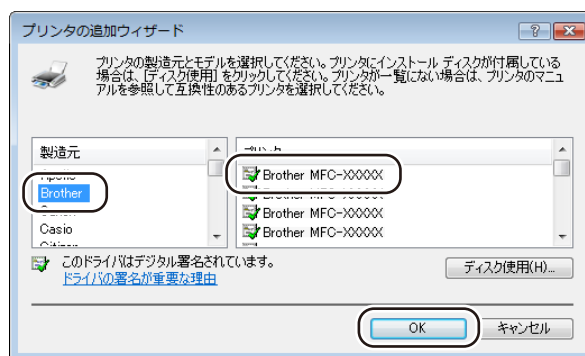 プリンタの追加ウィザード
プリンタの製造元とモデルを選択してください。プリンタにインストール ディスクが付属している
場合は、[ディスク使用] をクリックしてください。プリンタが一覧にない場合は、プリンタのマニュ
アルを参照して互換性のあるプリンタを選択してください。
製造元
Brother
Casio
Brother MFC-XXXXX
Brother MFC-XXXXX
Brother MFC-XXXXX
このドライバはデジタル署名されています。
ドライバの署名が重要な理由
ディスク使用(H)...
OK
キャンセル